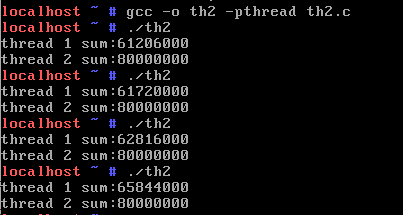 localhost ~ # gcc -o th2 -pthread th2.c
localhost ~ # ./th2
thread 1 sum:61206000
thread 2 sum:80000000
localhost ~ # ./th2
thread 1 sum:61720000
thread 2 sum:80000000
localhost ~ # ./th2
thread 1 sum:62816000
thread 2 sum:80000000
localhost ~ # ./th2
thread 1 sum:65844000
thread 2 sum:80000000